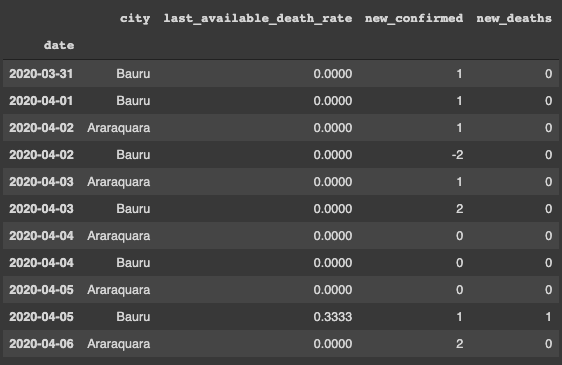 city last_available_death_rate new_confirmed new_deaths
date
2020-03-31 Bauru 0.0000 1 0
2020-04-01 Bauru 0.0000 1 0
2020-04-02 Araraquara 0.0000 1 0
2020-04-02 Bauru 0.0000 -2 0
2020-04-03 Araraquara 0.0000 1 0
2020-04-03 Bauru 0.0000 2 0
2020-04-04 Araraquara 0.0000 0 0
2020-04-04 Bauru 0.0000 0 0
2020-04-05 Araraquara 0.0000 0 0
2020-04-05 Bauru 0.3333 1 1
2020-04-06 Araraquara 0.0000 2 0